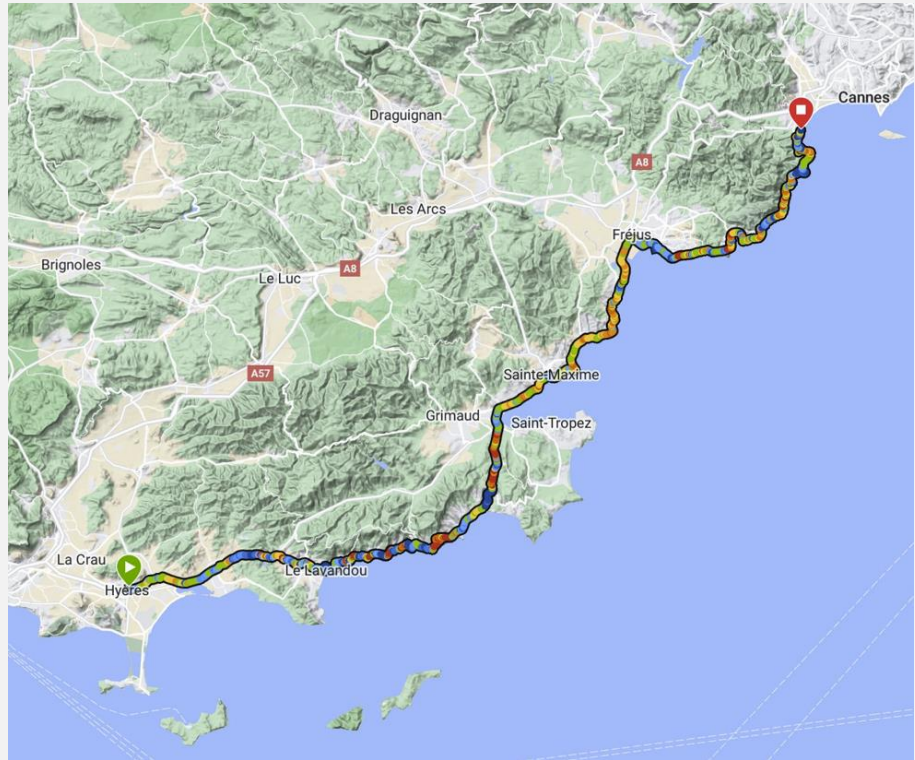 Cannes
Draguignan
A8
Les Arcs
Fréjus
Brignoles
A8
Le Luc
A57
Sainte-Maxime
Grimaud
Saint-Tropez
La Crau
Le Lavandou
Hyères